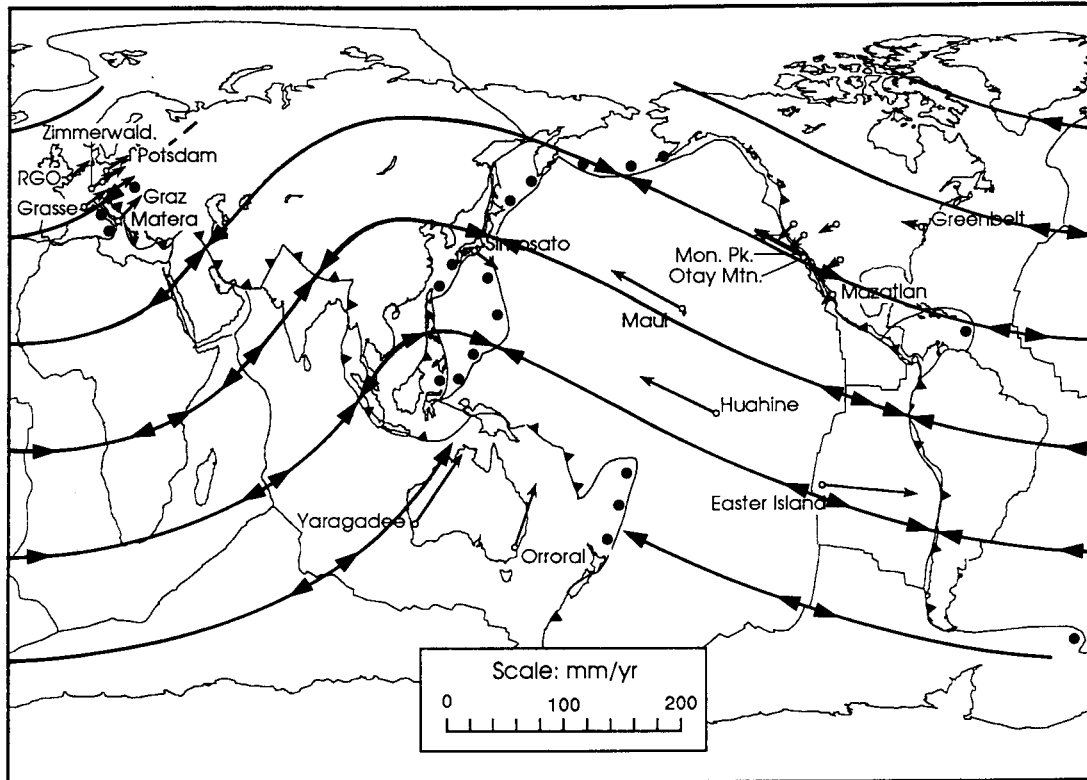 Zimmerwald.
Potsdam
RGO
Graz
Grasse
Matera
Simosato
Greenbelt
Mon. Pk.
Otay Mtn.
Mazatlan
Maui
Huahine
Easter Island
Yaragadee
Orroral
Scale: mm/yr
0 100 200